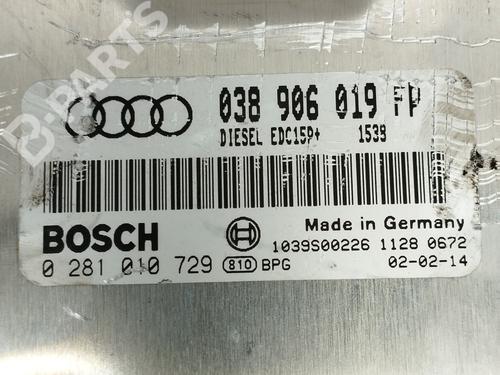 B-PARTS
038 906 019 FP
DIESEL EDC15P+ 1539
BOSCH
Made in Germany
1039S00226 1128 0672
0 281 010 729 810 BPG 02-02-14